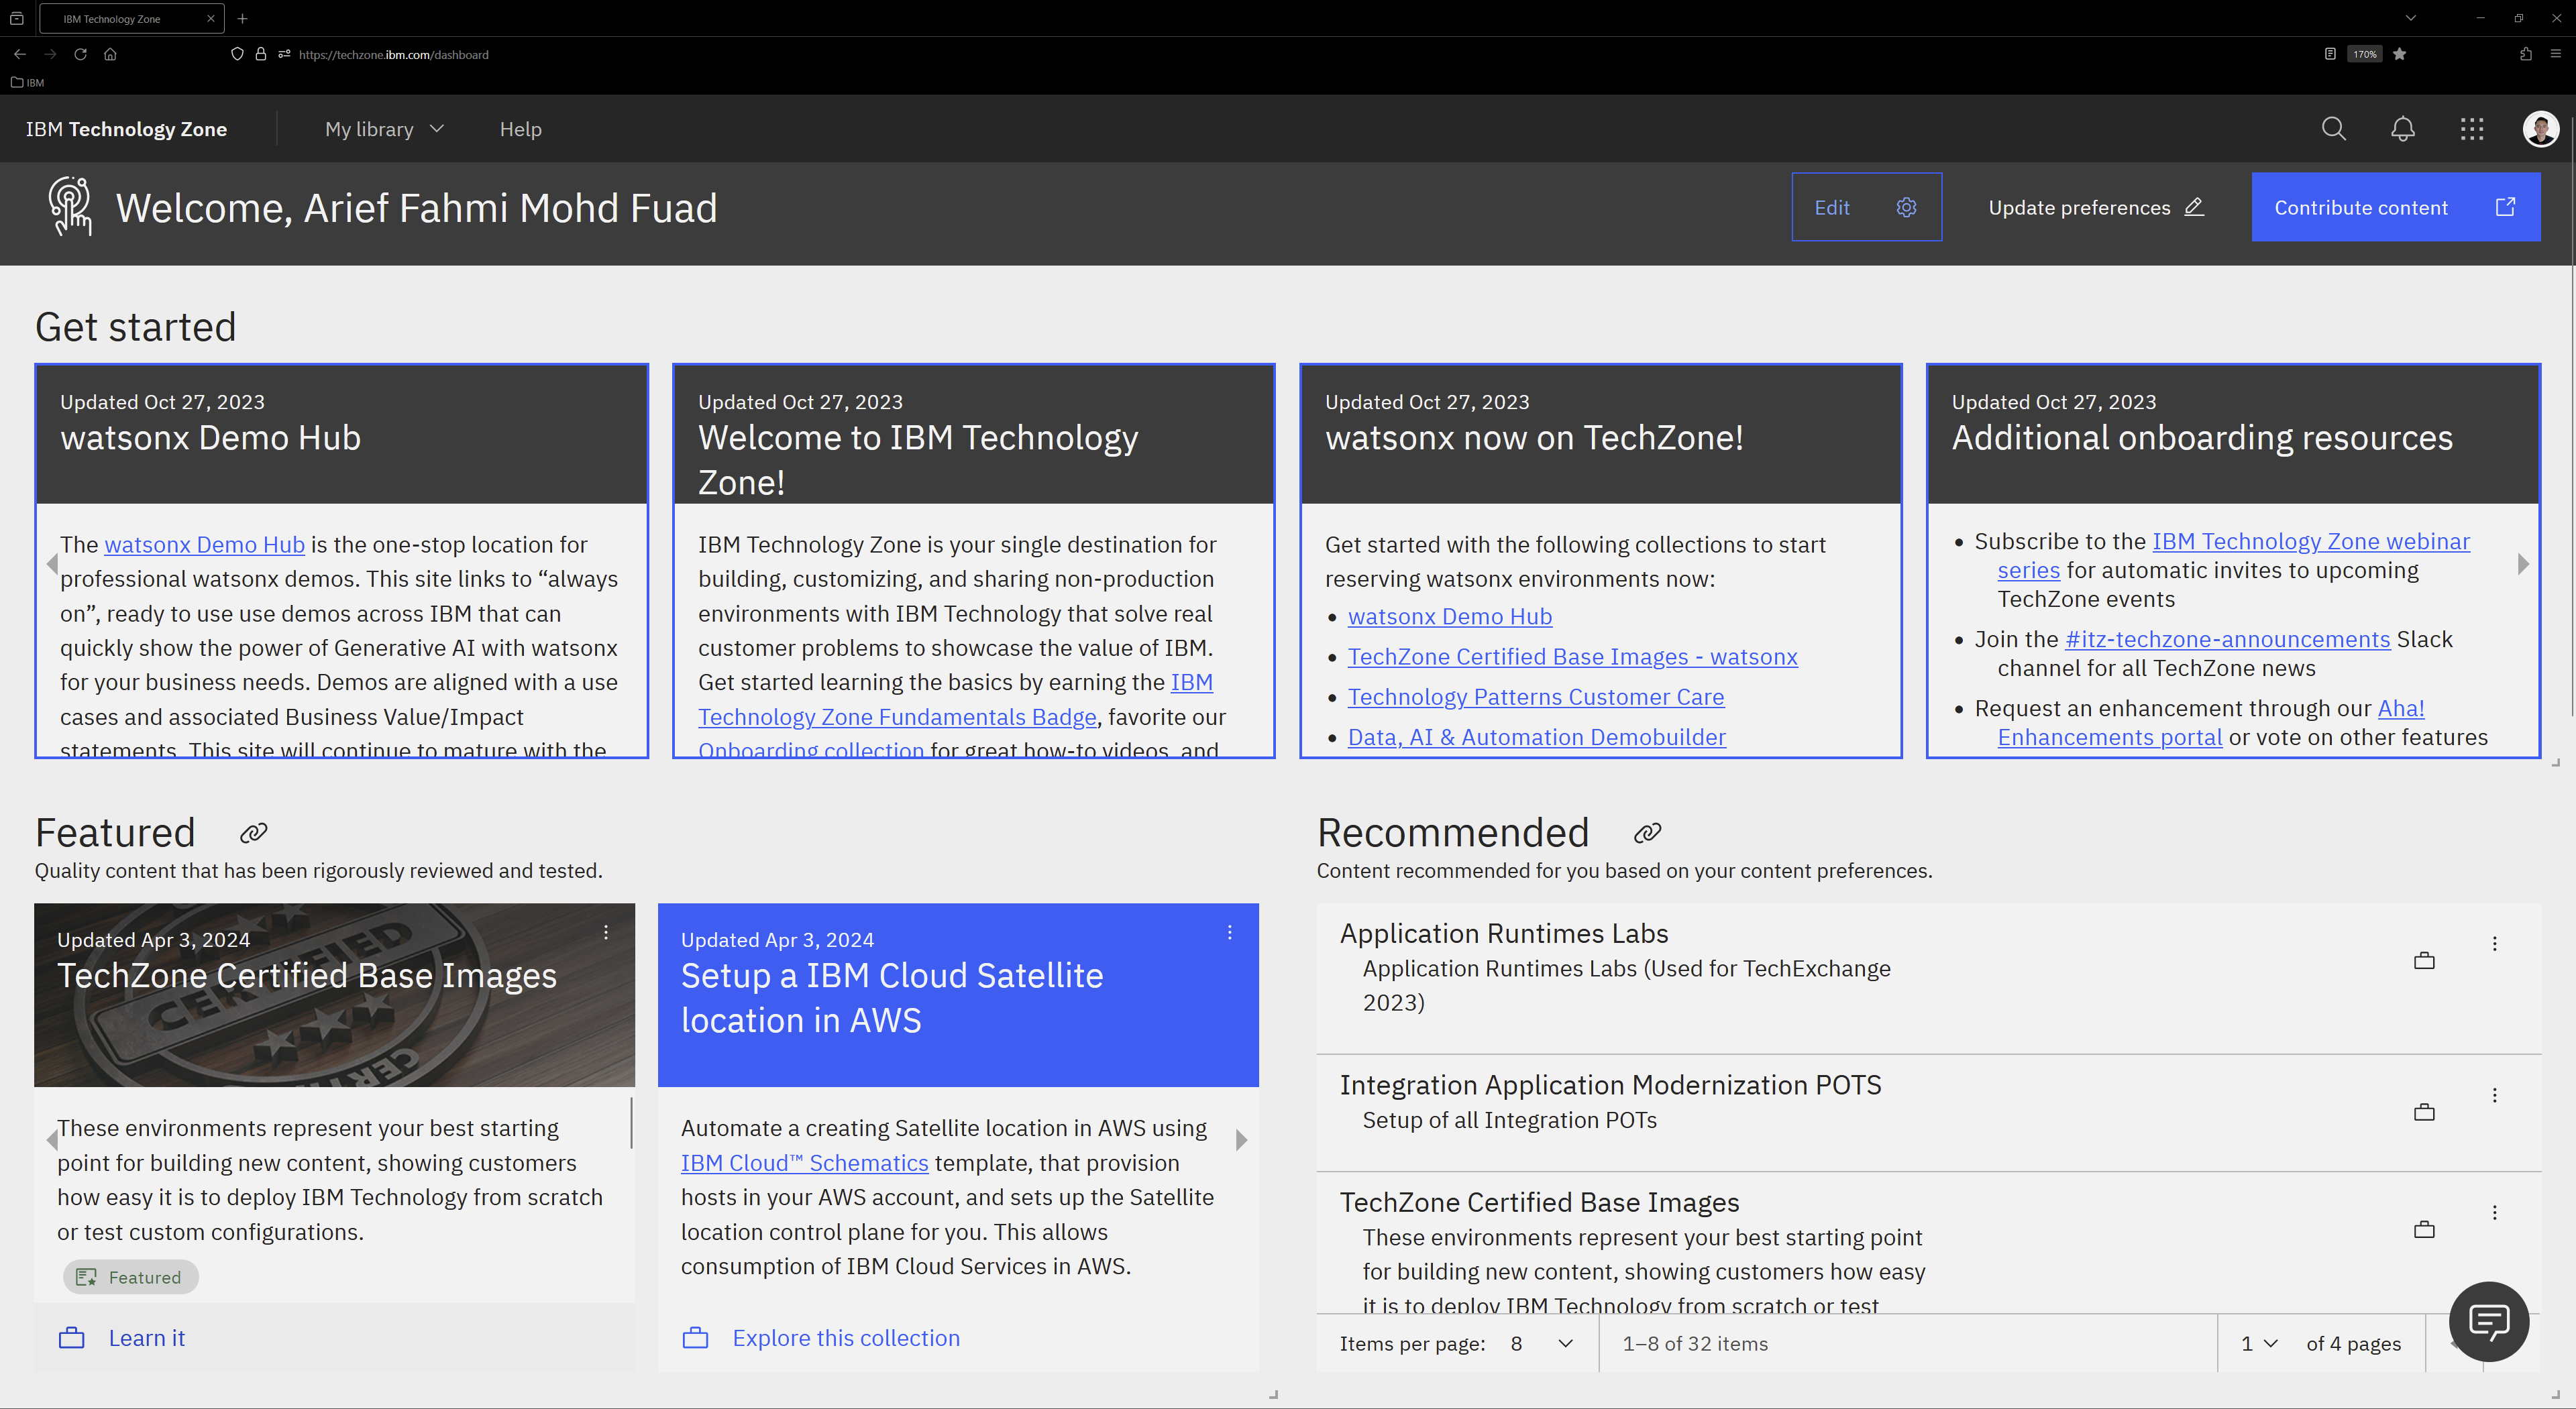 IBM Technology Zone
https://techzone.ibm.com/dashboard
170%
IBM
IBM Technology Zone
My library
Help
Welcome, Arief Fahmi Mohd Fuad
Edit
Update preferences
Contribute content
Get started
Updated Oct 27, 2023
watsonx Demo Hub
The watsonx Demo Hub is the one-stop location for
professional watsonx demos. This site links to “always
on”, ready to use use demos across IBM that can
quickly show the power of Generative AI with watsonx
for your business needs. Demos are aligned with a use
cases and associated Business Value/Impact
statements. This site will continue to mature with the
Updated Oct 27, 2023
Welcome to IBM Technology
Zone!
IBM Technology Zone is your single destination for
building, customizing, and sharing non-production
environments with IBM Technology that solve real
customer problems to showcase the value of IBM.
Get started learning the basics by earning the IBM
Technology Zone Fundamentals Badge, favorite our
Onboarding collection for great how-to videos, and
Updated Oct 27, 2023
watsonx now on TechZone!
Get started with the following collections to start
reserving watsonx environments now:
• watsonx Demo Hub
• TechZone Certified Base Images - watsonx
• Technology Patterns Customer Care
• Data, AI & Automation Demobuilder
Updated Oct 27, 2023
Additional onboarding resources
• Subscribe to the IBM Technology Zone webinar
series for automatic invites to upcoming
TechZone events
• Join the #itz-techzone-announcements Slack
channel for all TechZone news
• Request an enhancement through our Aha!
Enhancements portal or vote on other features
Featured
Quality content that has been rigorously reviewed and tested.
Updated Apr 3, 2024
TechZone Certified Base Images
CERTIFIED
These environments represent your best starting
point for building new content, showing customers
how easy it is to deploy IBM Technology from scratch
or test custom configurations.
Featured
Learn it
Updated Apr 3, 2024
Setup a IBM Cloud Satellite
location in AWS
Automate a creating Satellite location in AWS using
IBM Cloud™ Schematics template, that provision
hosts in your AWS account, and sets up the Satellite
location control plane for you. This allows
consumption of IBM Cloud Services in AWS.
Explore this collection
Recommended
Content recommended for you based on your content preferences.
Application Runtimes Labs
Application Runtimes Labs (Used for TechExchange
2023)
Integration Application Modernization POTS
Setup of all Integration POTs
TechZone Certified Base Images
These environments represent your best starting point
for building new content, showing customers how easy
it is to deploy IBM Technology from scratch or test
Items per page: 8
1–8 of 32 items
1 of 4 pages